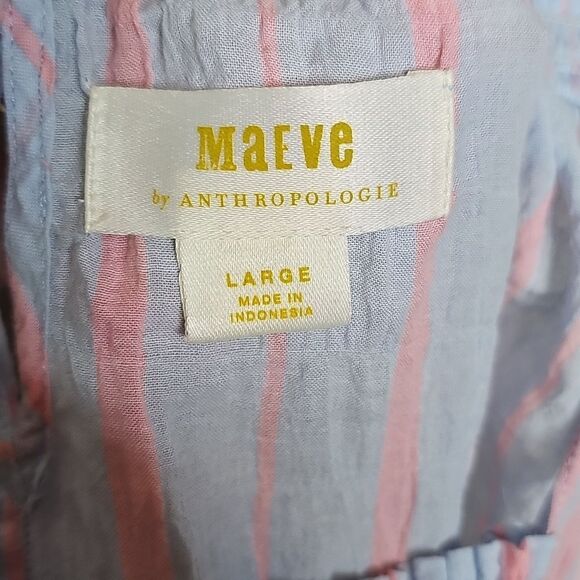 MaEve
by ANTHROPOLOGIE
LARGE
MADE IN
INDONESIA